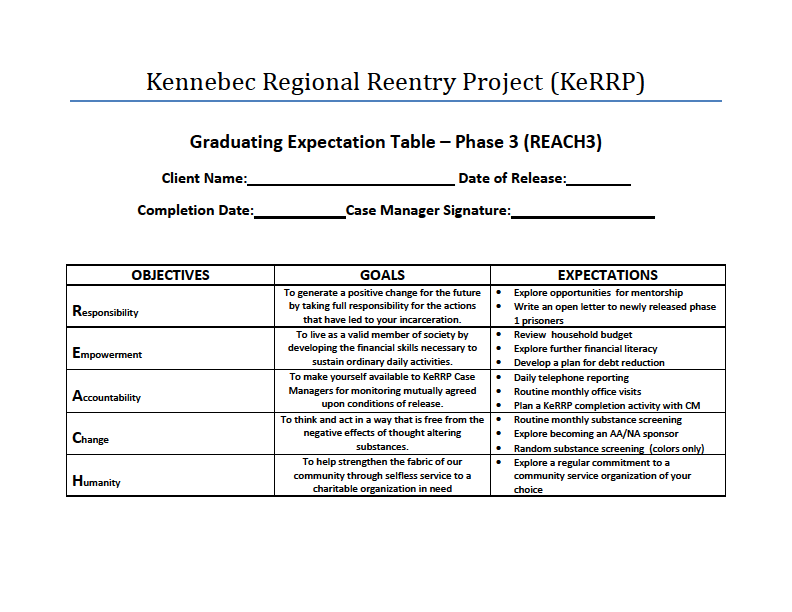 Kennebec Regional Reentry Project (KeRRP)
Graduating Expectation Table – Phase 3 (REACH3)
Client Name:__________________________ Date of Release:________
Completion Date:____________Case Manager Signature:___________________
OBJECTIVES GOALS EXPECTATIONS
Responsibility
To generate a positive change for the future
by taking full responsibility for the actions
that have led to your incarceration.
• Explore opportunities for mentorship
• Write an open letter to newly released phase
1 prisoners
Empowerment
To live as a valid member of society by
developing the financial skills necessary to
sustain ordinary daily activities.
• Review household budget
• Explore further financial literacy
• Develop a plan for debt reduction
Accountability
To make yourself available to KeRRP Case
Managers for monitoring mutually agreed
upon conditions of release.
• Daily telephone reporting
• Routine monthly office visits
• Plan a KeRRP completion activity with CM
Change
To think and act in a way that is free from the
negative effects of thought altering
substances.
• Routine monthly substance screening
• Explore becoming an AA/NA sponsor
• Random substance screening (colors only)
Humanity
To help strengthen the fabric of our
community through selfless service to a
charitable organization in need
• Explore a regular commitment to a
community service organization of your
choice